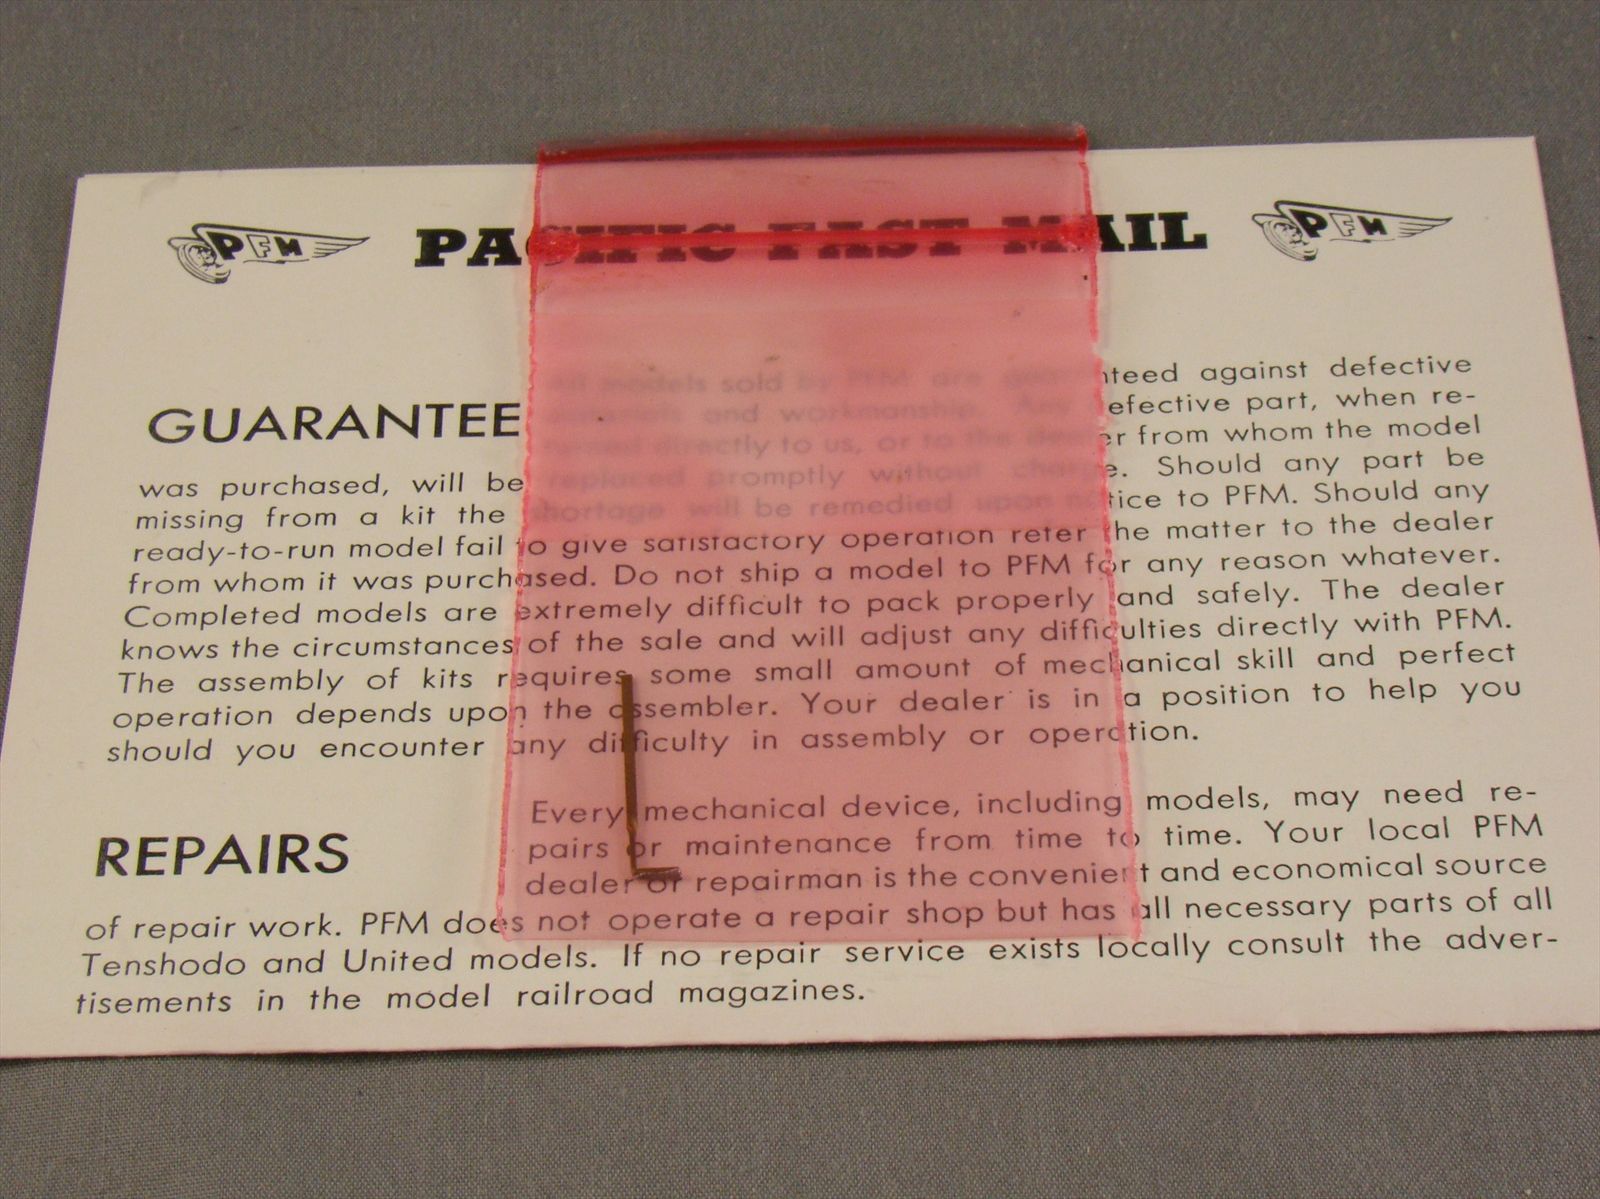 PFM PACIFIC FAST MAIL PFM
GUARANTEE
All models sold by PFM are guaranteed against defective
materials and workmanship. Any defective part, when re-
turned directly to us, or to the dealer from whom the model
was purchased, will be replaced promptly without charge. Should any part be
missing from a kit the shortage will be remedied upon notice to PFM. Should any
ready-to-run model fail to give satisfactory operation refer the matter to the dealer
from whom it was purchased. Do not ship a model to PFM for any reason whatever.
Completed models are extremely difficult to pack properly and safely. The dealer
knows the circumstances of the sale and will adjust any difficulties directly with PFM.
The assembly of kits requires some small amount of mechanical skill and perfect
operation depends upon the assembler. Your dealer is in a position to help you
should you encounter any difficulty in assembly or operation.
REPAIRS
Every mechanical device, including models, may need re-
pairs or maintenance from time to time. Your local PFM
dealer or repairman is the convenient and economical source
of repair work. PFM does not operate a repair shop but has all necessary parts of all
Tenshodo and United models. If no repair service exists locally consult the adver-
tisements in the model railroad magazines.